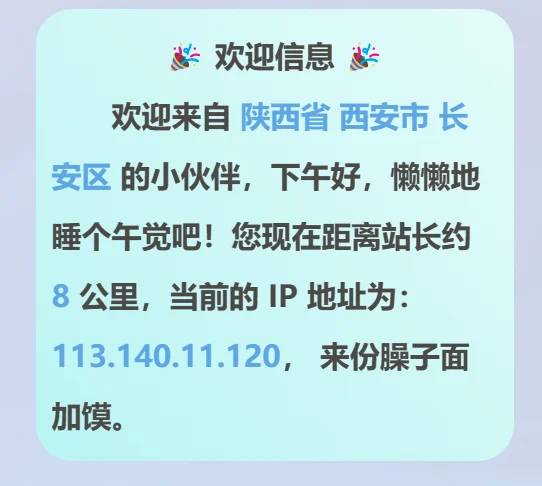 🎉 欢迎信息 🎉
欢迎来自 陕西省 西安市 长
安区 的小伙伴，下午好，懒懒地
睡个午觉吧！您现在距离站长约
8 公里，当前的 IP 地址为：
113.140.11.120， 来份臊子面
加馍。